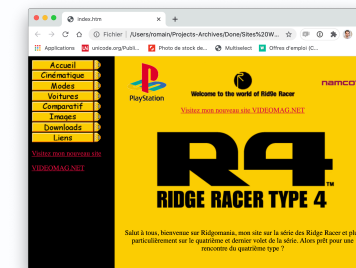 index.htm
Fichier
/Users/romain/Projects-Archives/Done/Sites%20W...
Applications
unicode.org/Publi...
Photo de stock de...
Multiselect
Offres d'emploi (C...
Accueil
Cinématique
Modes
Voitures
Comparatif
Images
Downloads
Liens
Visitez mon nouveau site
VIDEOMAG.NET
PlayStation
Welcome to the world of Ridge Racer
namcot
Visitez mon nouveau site VIDEOMAG.NET
R4
TM
RIDGE RACER TYPE 4
Salut à tous, bienvenue sur Ridgomania, mon site sur la série des Ridge Racer et plu
particulièrement sur le quatrième et dernier volet de la série. Alors prêt pour une
rencontre du quatrième type ?